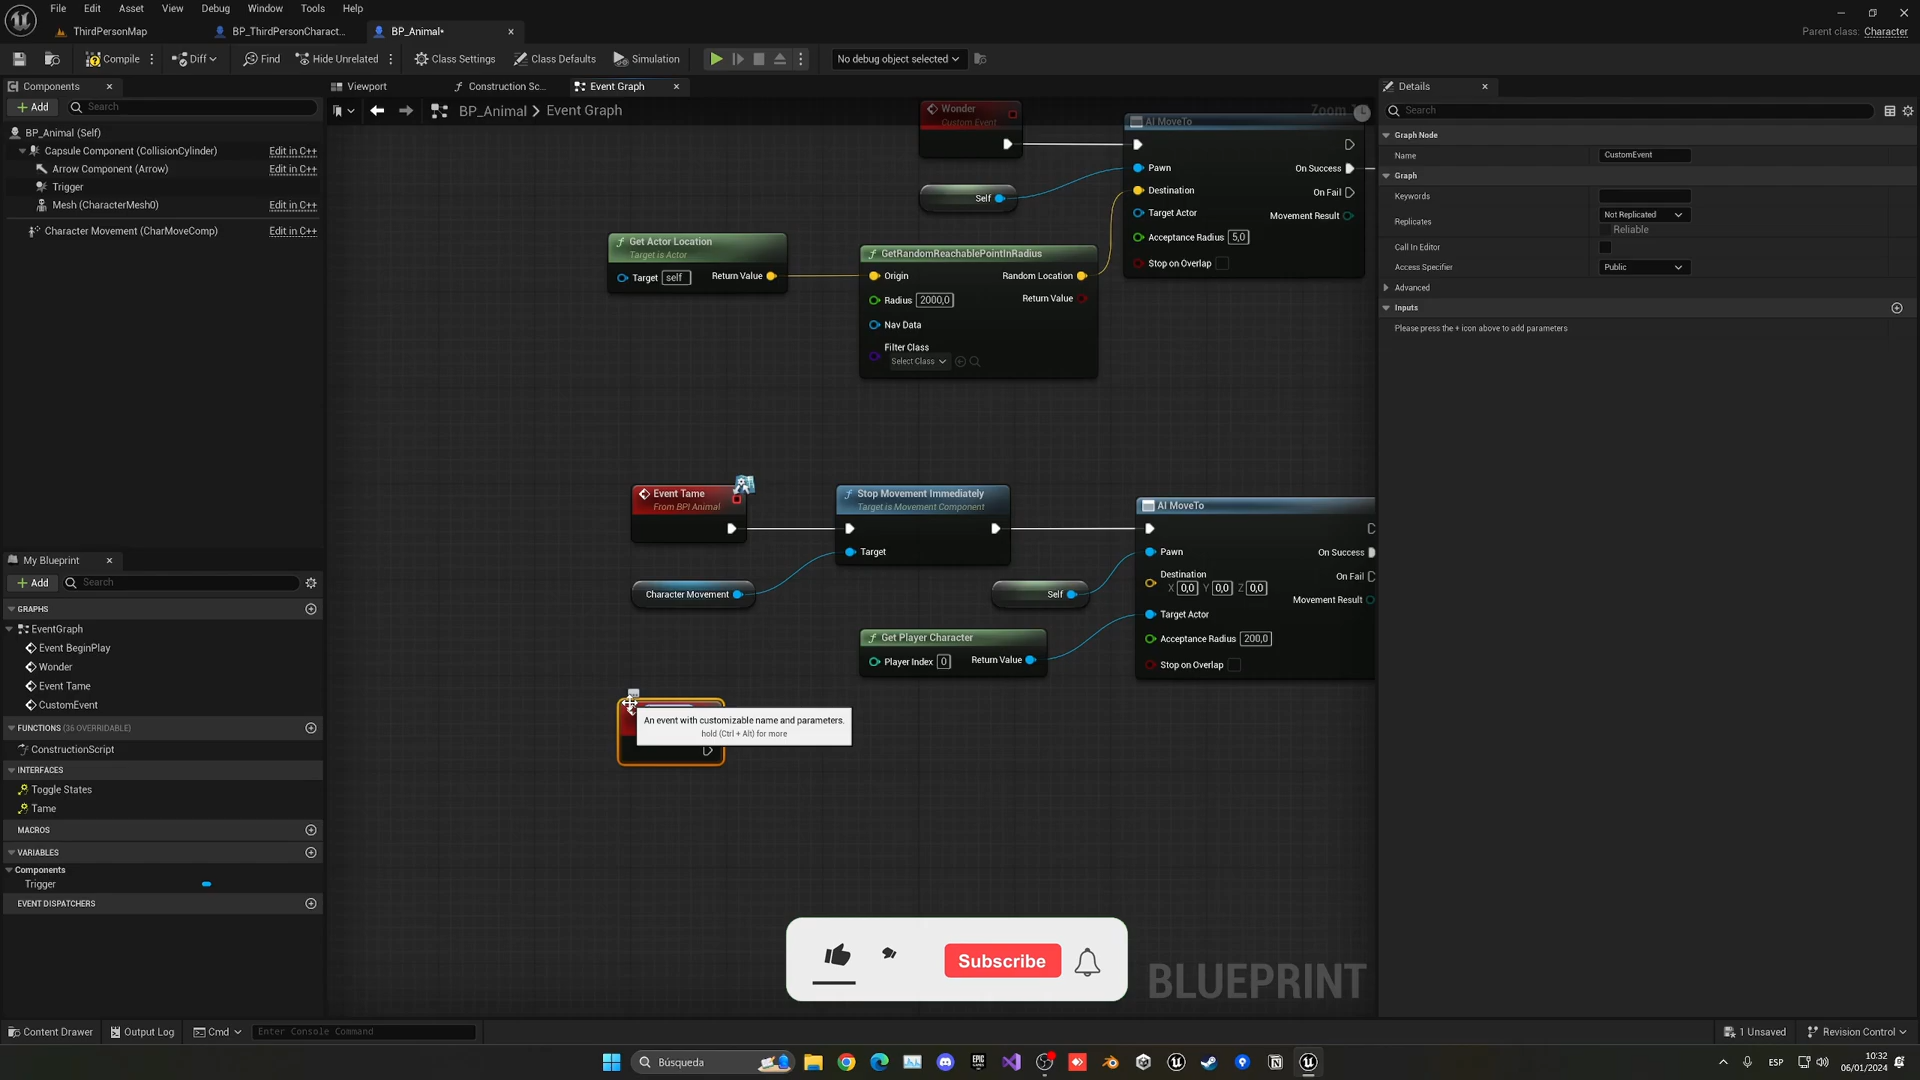 File Edit Asset View Debug Window Tools Help
ThirdPersonMap BP_ThirdPersonCharact... BP_Animal•
Parent class: Character
Compile Diff Find Hide Unrelated Class Settings Class Defaults Simulation No debug object selected
Components Viewport Construction Sc... Event Graph Details
Add Search
BP_Animal > Event Graph
Search
BP_Animal (Self)
Capsule Component (CollisionCylinder) Edit in C++
Arrow Component (Arrow) Edit in C++
Trigger
Mesh (CharacterMesh0) Edit in C++
Character Movement (CharMoveComp) Edit in C++
My Blueprint
Add Search
GRAPHS
EventGraph
Event BeginPlay
Wonder
Event Tame
CustomEvent
FUNCTIONS (36 OVERRIDABLE)
ConstructionScript
INTERFACES
Toggle States
Tame
MACROS
VARIABLES
Components
Trigger
EVENT DISPATCHERS
Wonder
Custom Event
Zoom
AI MoveTo
Pawn On Success
Destination On Fail
Target Actor Movement Result
Acceptance Radius 5,0
Stop on Overlap
Self
Get Actor Location
Target is Actor
Target self Return Value
GetRandomReachablePointInRadius
Origin Random Location
Radius 2000,0 Return Value
Nav Data
Filter Class
Select Class
Event Tame
From BPI Animal
Stop Movement Immediately
Target is Movement Component
Target
Character Movement
Self
Get Player Character
Player Index 0 Return Value
AI MoveTo
Pawn On Success
Destination On Fail
X 0,0 Y 0,0 Z 0,0
Movement Result
Target Actor
Acceptance Radius 200,0
Stop on Overlap
An event with customizable name and parameters.
hold (Ctrl + Alt) for more
Subscribe
BLUEPRINT
Graph Node
Name CustomEvent
Graph
Keywords
Replicates Not Replicated
Reliable
Call In Editor
Access Specifier Public
Advanced
Inputs
Please press the + icon above to add parameters
Content Drawer Output Log Cmd Enter Console Command 1 Unsaved Revision Control
Búsqueda
EPIC GAMES
ESP
10:32
06/01/2024